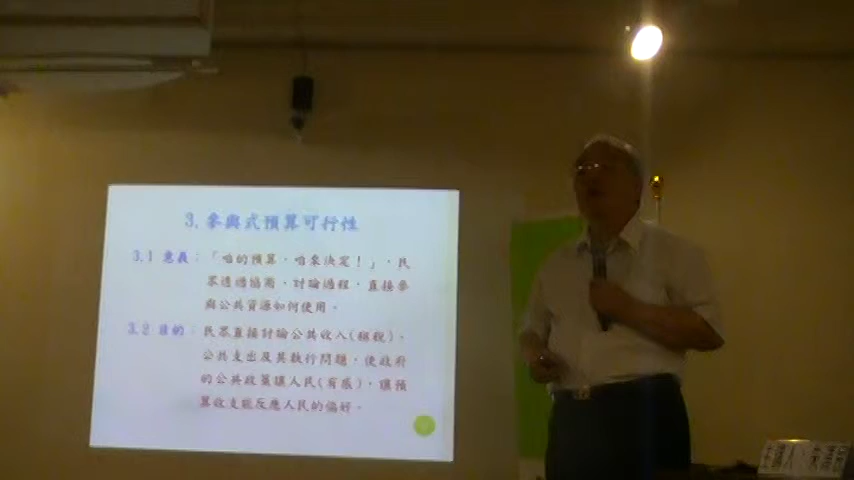 3. 參與式預算可行性
3.1 意義：「咱的預算，咱來決定！」，民
眾透過協商、討論過程，直接參
與公共資源如何使用。
3.2 目的：民眾直接討論公共收入(租稅)、
公共支出及其執行問題，使政府
的公共政策讓人民(有感)，讓預
算收支能反應人民的偏好。